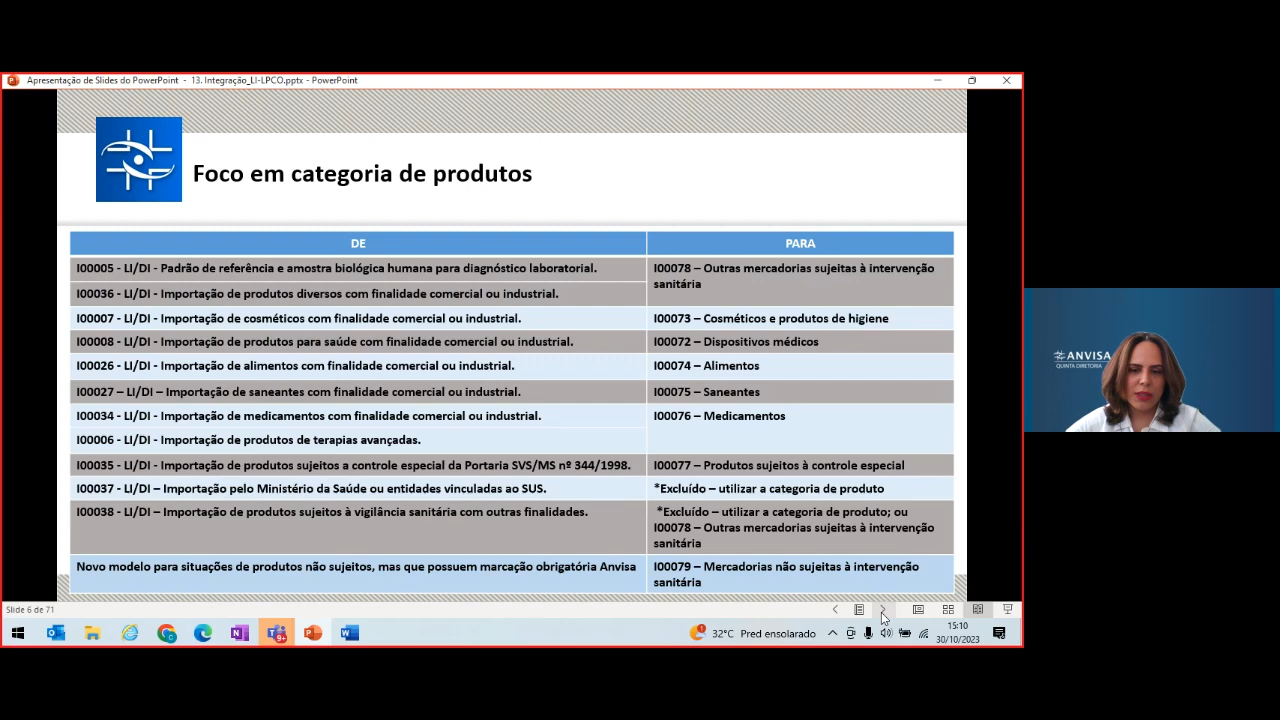 Apresentação de Slides do PowerPoint - 13. Integração_LI-LPCO.pptx - PowerPoint
Foco em categoria de produtos
DE
PARA
I00005 - LI/DI - Padrão de referência e amostra biológica humana para diagnóstico laboratorial.
I00036 - LI/DI - Importação de produtos diversos com finalidade comercial ou industrial.
I00078 – Outras mercadorias sujeitas à intervenção
sanitária
I00007 - LI/DI - Importação de cosméticos com finalidade comercial ou industrial.
I00073 – Cosméticos e produtos de higiene
I00008 - LI/DI - Importação de produtos para saúde com finalidade comercial ou industrial.
I00072 – Dispositivos médicos
I00026 - LI/DI - Importação de alimentos com finalidade comercial ou industrial.
I00074 – Alimentos
I00027 – LI/DI – Importação de saneantes com finalidade comercial ou industrial.
I00075 – Saneantes
I00034 - LI/DI - Importação de medicamentos com finalidade comercial ou industrial.
I00006 - LI/DI - Importação de produtos de terapias avançadas.
I00076 – Medicamentos
I00035 - LI/DI - Importação de produtos sujeitos a controle especial da Portaria SVS/MS nº 344/1998.
I00077 – Produtos sujeitos à controle especial
I00037 - LI/DI – Importação pelo Ministério da Saúde ou entidades vinculadas ao SUS.
*Excluído – utilizar a categoria de produto
I00038 - LI/DI – Importação de produtos sujeitos à vigilância sanitária com outras finalidades.
*Excluído – utilizar a categoria de produto; ou
I00078 – Outras mercadorias sujeitas à intervenção
sanitária
Novo modelo para situações de produtos não sujeitos, mas que possuem marcação obrigatória Anvisa
I00079 – Mercadorias não sujeitas à intervenção
sanitária
Slide 6 de 71
32°C Pred ensolarado
15:10
30/10/2023
9+
ANVISA
QUINTA DIRETORIA